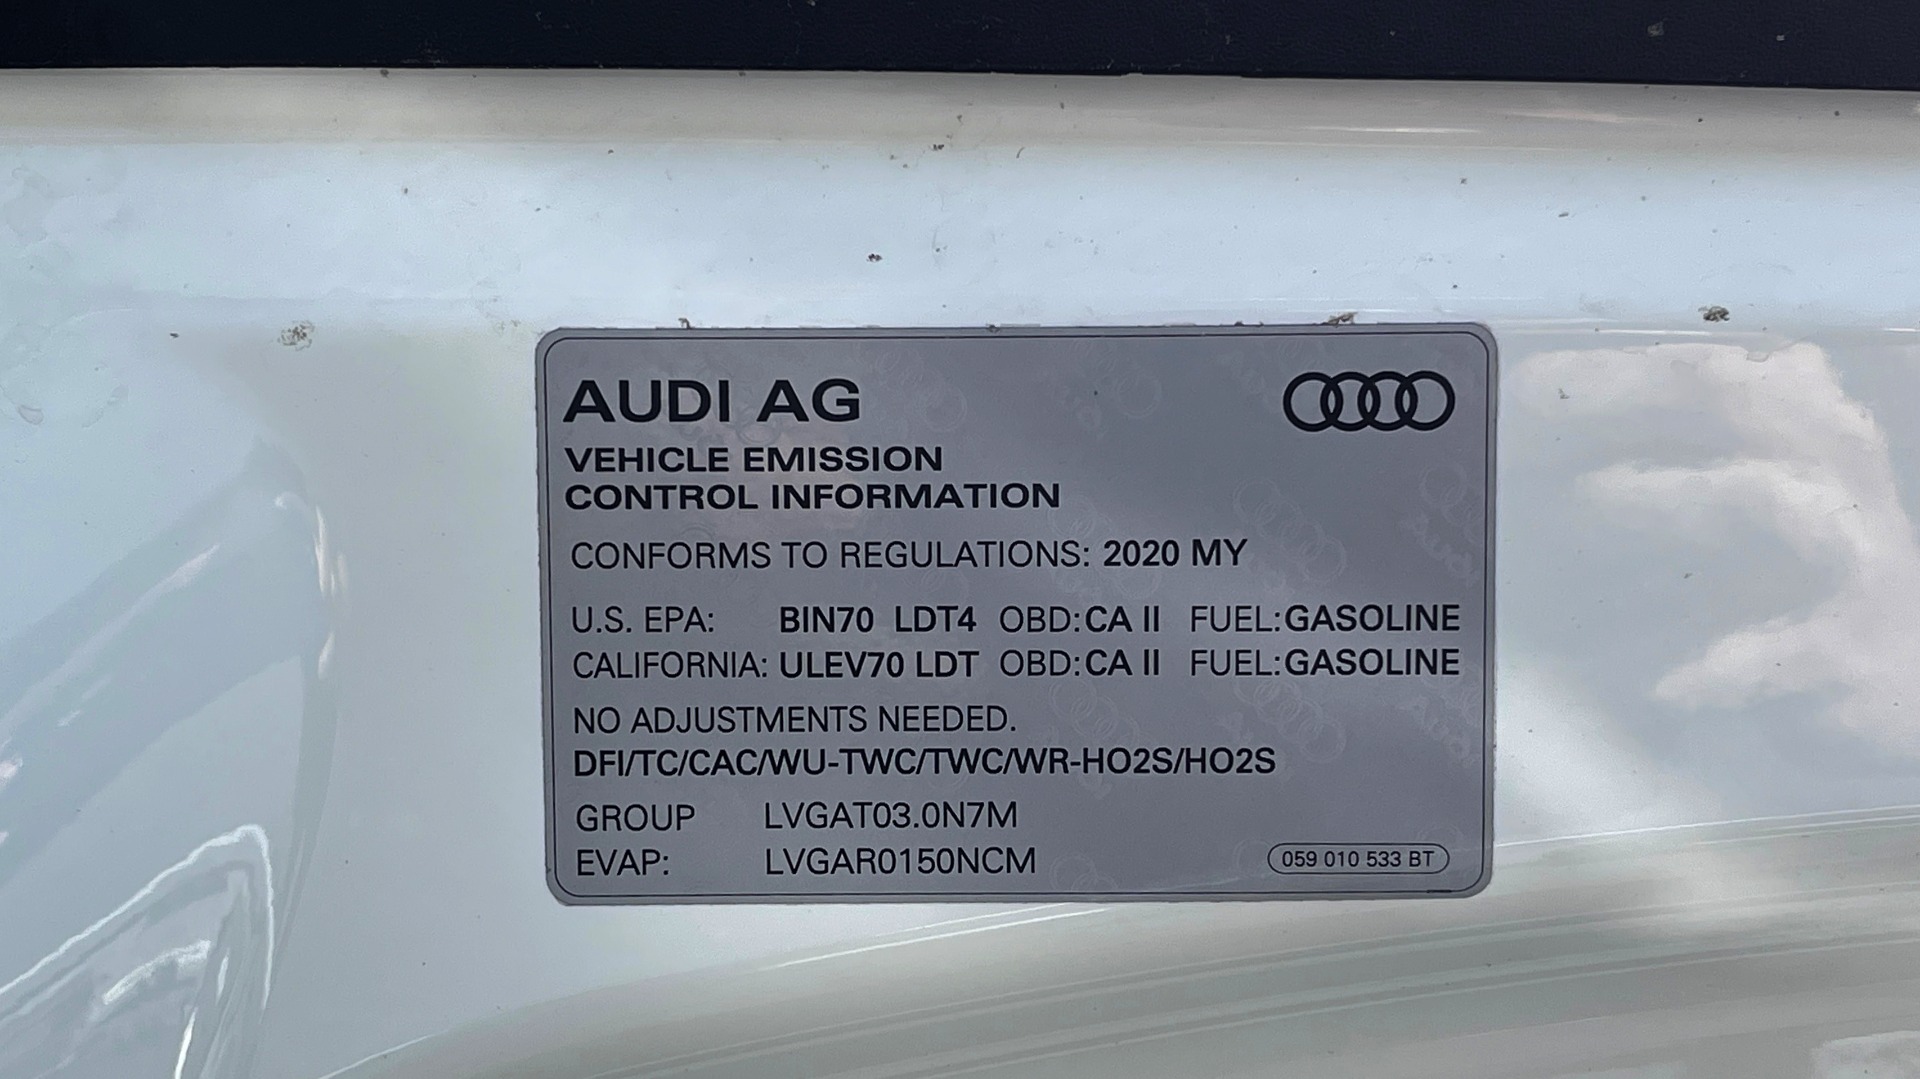 AUDI AG
VEHICLE EMISSION
CONTROL INFORMATION
CONFORMS TO REGULATIONS: 2020 MY
U.S. EPA: BIN70 LDT4 OBD:CA II FUEL:GASOLINE
CALIFORNIA: ULEV70 LDT OBD:CA II FUEL:GASOLINE
NO ADJUSTMENTS NEEDED.
DFI/TC/CAC/WU-TWC/TWC/WR-HO2S/HO2S
GROUP LVGAT03.0N7M
EVAP: LVGAR0150NCM
059 010 533 BT